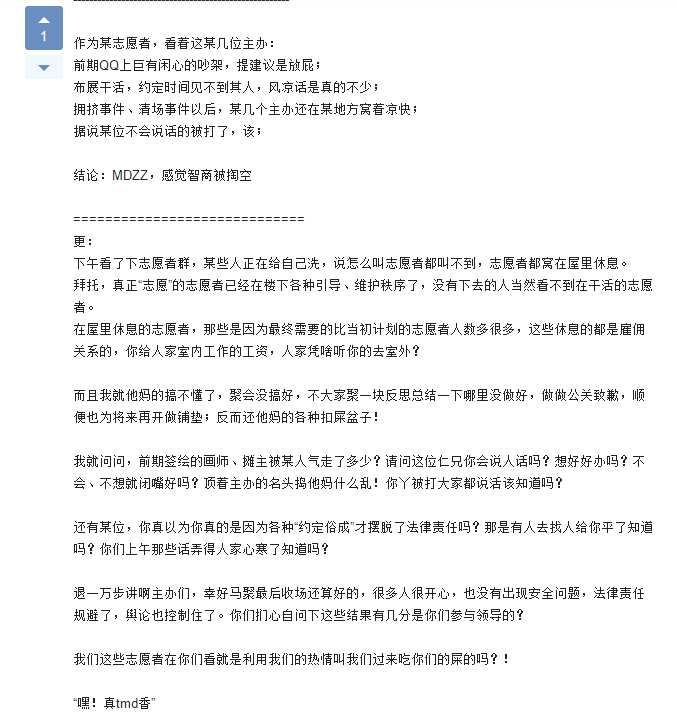 1
作为某志愿者，看着这某几位主办：
前期QQ上巨有闲心的吵架，提建议是放屁；
布展干活，约定时间见不到其人，风凉话是真的不少；
拥挤事件、清场事件以后，某几个主办还在某地方窝着凉快；
据说某位不会说话的被打了，该；
结论：MDZZ，感觉智商被掏空
=============================
更：
下午看了下志愿者群，某些人正在给自己洗，说怎么叫志愿者都叫不到，志愿者都窝在屋里休息。
拜托，真正“志愿”的志愿者已经在楼下各种引导、维护秩序了，没有下去的人当然看不到在干活的志愿
者。
在屋里休息的志愿者，那些是因为最终需要的比当初计划的志愿者人数多很多，这些休息的都是雇佣
关系的，你给人家室内工作的工资，人家凭啥听你的去室外？
而且我就他妈的搞不懂了，聚会没搞好，不大家聚一块反思总结一下哪里没做好，做做公关致歉，顺
便也为将来再开做铺垫；反而还他妈的各种扣屎盆子！
我就问问，前期签绘的画师、摊主被某人气走了多少？请问这位仁兄你会说人话吗？想好好办吗？不
会、不想就闭嘴好吗？顶着主办的名头捣他妈什么乱！你丫被打大家都说活该知道吗？
还有某位，你真以为你真的是因为各种“约定俗成”才摆脱了法律责任吗？那是有人去找人给你平了知道
吗？你们上午那些话弄得人家心寒了知道吗？
退一万步讲啊主办们，幸好马聚最后收场还算好的，很多人很开心，也没有出现安全问题，法律责任
规避了，舆论也控制住了。你们扪心自问下这些结果有几分是你们参与领导的？
我们这些志愿者在你们看就是利用我们的热情叫我们过来吃你们的屎的吗？！
“嘿！真tmd香”